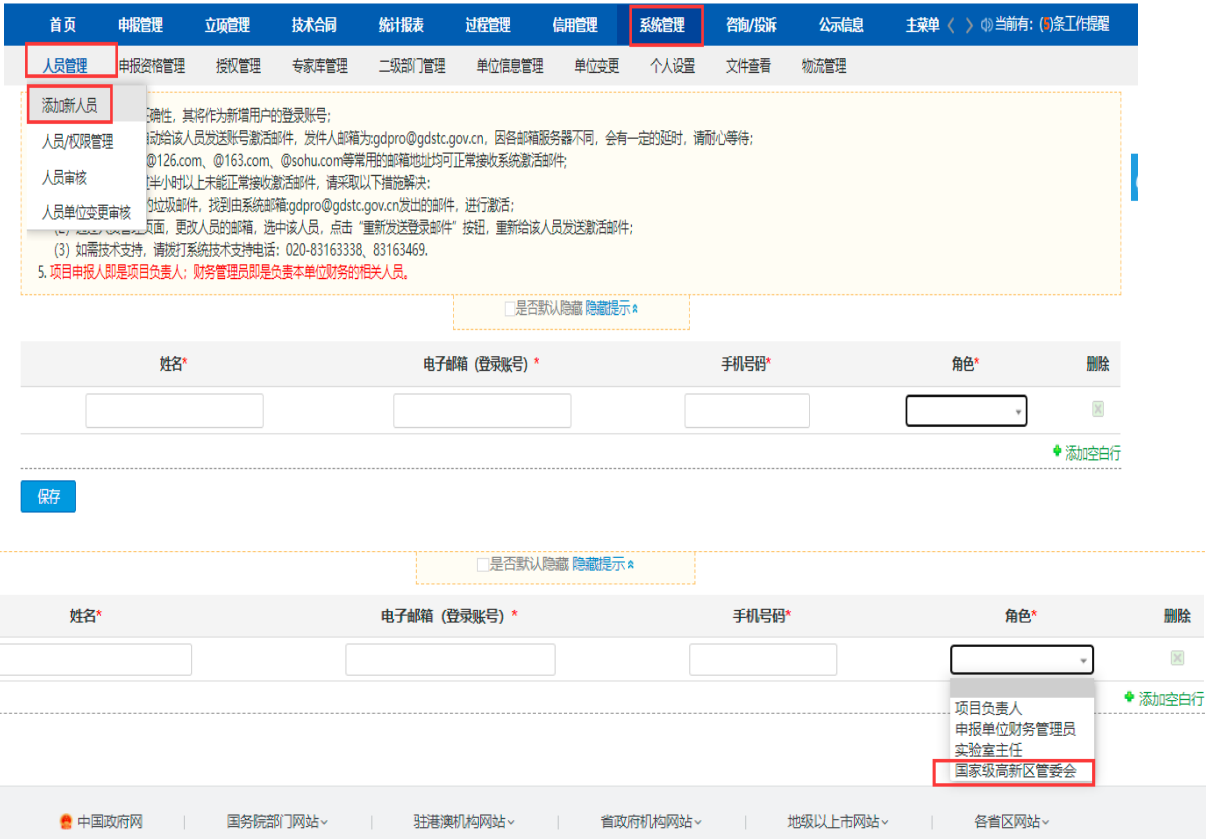 首 页 申报管理 立项管理 技术合同 统计报表 过程管理 信用管理 系统管理 咨询/投诉 公示信息 主菜单 当前有：(5)条工作提醒
人员管理 申报资格管理 授权管理 专家库管理 二级部门管理 单位信息管理 单位变更 个人设置 文件查看 物流管理
添加新人员
人员/权限管理
人员审核
人员单位变更审核
确性，其将作为新增用户的登录账号；
动给该人员发送账号激活邮件，发件人邮箱为:gdpro@gdstc.gov.cn，因各邮箱服务器不同，会有一定的延时，请耐心等待；
@126.com、@163.com、@sohu.com等常用的邮箱地址均可正常接收系统激活邮件;
半小时以上未能正常接收激活邮件，请采取以下措施解决：
的垃圾邮件，找到由系统邮箱:gdpro@gdstc.gov.cn发出的邮件，进行激活；
页面，更改人员的邮箱，选中该人员，点击“重新发送登录邮件”按钮，重新给该人员发送激活邮件；
(3) 如需技术支持，请拨打系统技术支持电话：020-83163338、83163469.
5. 项目申报人即是项目负责人；财务管理员即是负责本单位财务的相关人员。
是否默认隐藏 隐藏提示
姓名* 电子邮箱（登录账号）* 手机号码* 角色* 删除
添加空白行
保存
是否默认隐藏 隐藏提示
姓名* 电子邮箱（登录账号）* 手机号码* 角色* 删除
添加空白行
项目负责人
申报单位财务管理员
实验室主任
国家级高新区管委会
中国政府网 国务院部门网站 驻港澳机构网站 省政府机构网站 地级以上市网站 各省区网站